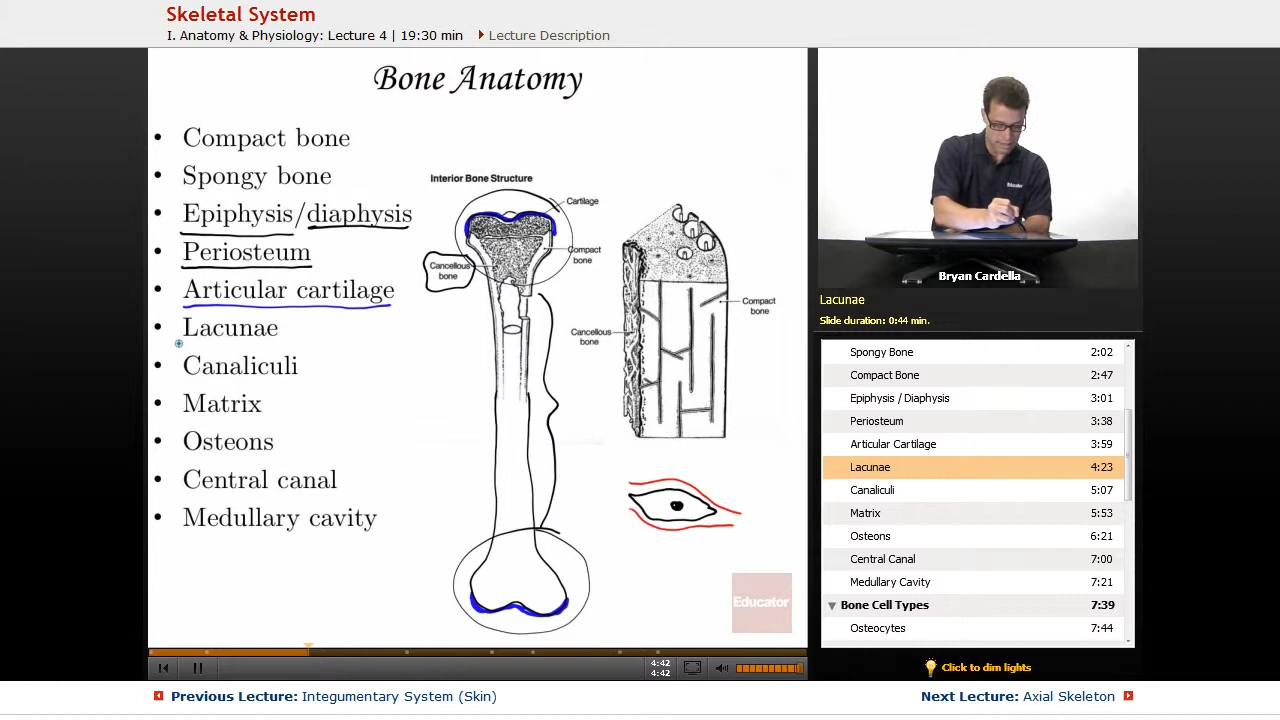 Skeletal System
I. Anatomy & Physiology: Lecture 4 | 19:30 min Lecture Description
Bone Anatomy
• Compact bone
• Spongy bone
• Epiphysis/diaphysis
• Periosteum
• Articular cartilage
• Lacunae
• Canaliculi
• Matrix
• Osteons
• Central canal
• Medullary cavity
Interior Bone Structure
Cartilage
Compact
bone
Cancellous
bone
Compact
bone
Cancellous
bone
Educator
Educator
Bryan Cardella
Lacunae
Slide duration: 0:44 min.
Spongy Bone 2:02
Compact Bone 2:47
Epiphysis / Diaphysis 3:01
Periosteum 3:38
Articular Cartilage 3:59
Lacunae 4:23
Canaliculi 5:07
Matrix 5:53
Osteons 6:21
Central Canal 7:00
Medullary Cavity 7:21
Bone Cell Types 7:39
Osteocytes 7:44
4:42
4:42
Click to dim lights
Previous Lecture: Integumentary System (Skin)
Next Lecture: Axial Skeleton